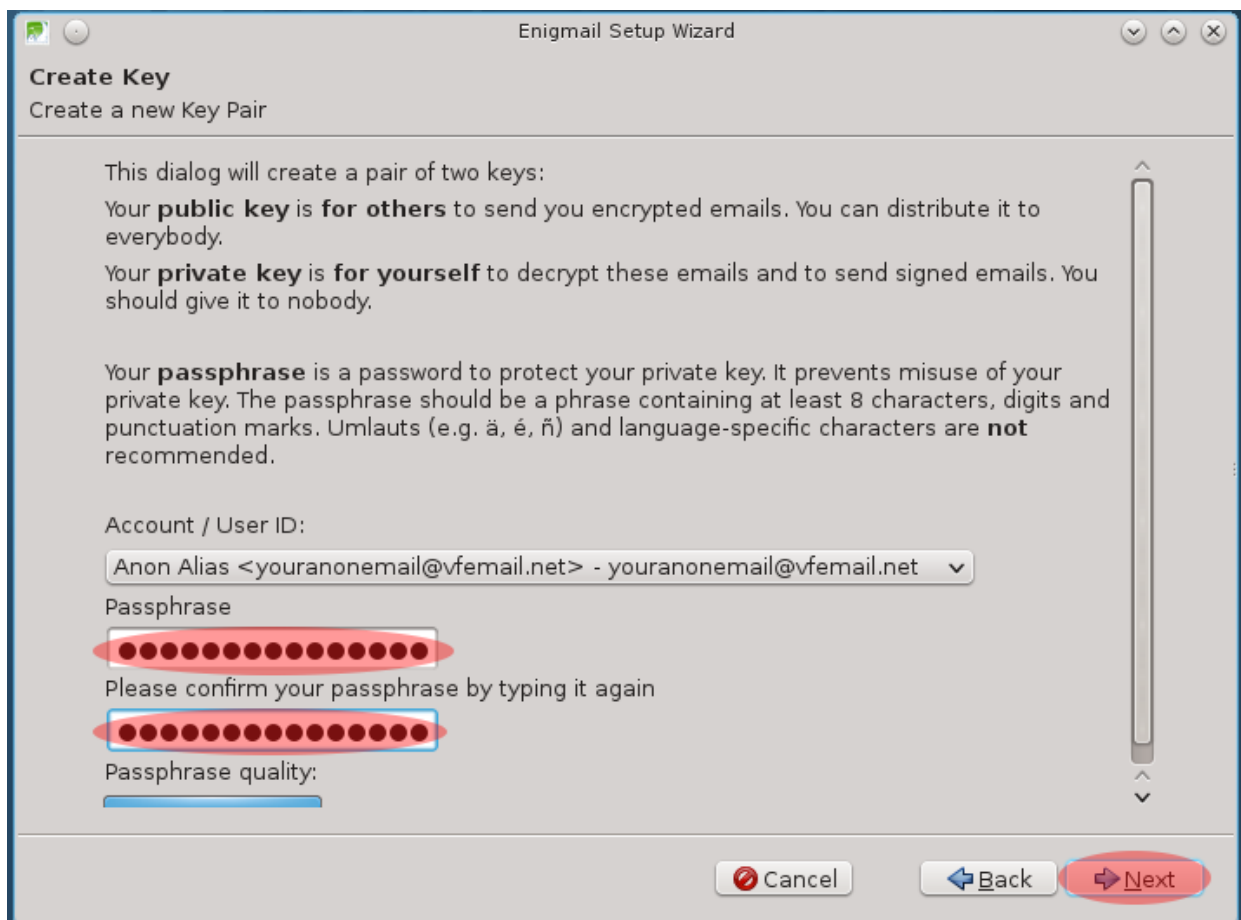 Enigmail Setup Wizard
Create Key
Create a new Key Pair
This dialog will create a pair of two keys:
Your public key is for others to send you encrypted emails. You can distribute it to
everybody.
Your private key is for yourself to decrypt these emails and to send signed emails. You
should give it to nobody.
Your passphrase is a password to protect your private key. It prevents misuse of your
private key. The passphrase should be a phrase containing at least 8 characters, digits and
punctuation marks. Umlauts (e.g. ä, é, ñ) and language-specific characters are not
recommended.
Account / User ID:
Anon Alias <youranonemail@vfemail.net> - youranonemail@vfemail.net
Passphrase
●●●●●●●●●●●●●●●
Please confirm your passphrase by typing it again
●●●●●●●●●●●●●●●
Passphrase quality:
Cancel Back Next